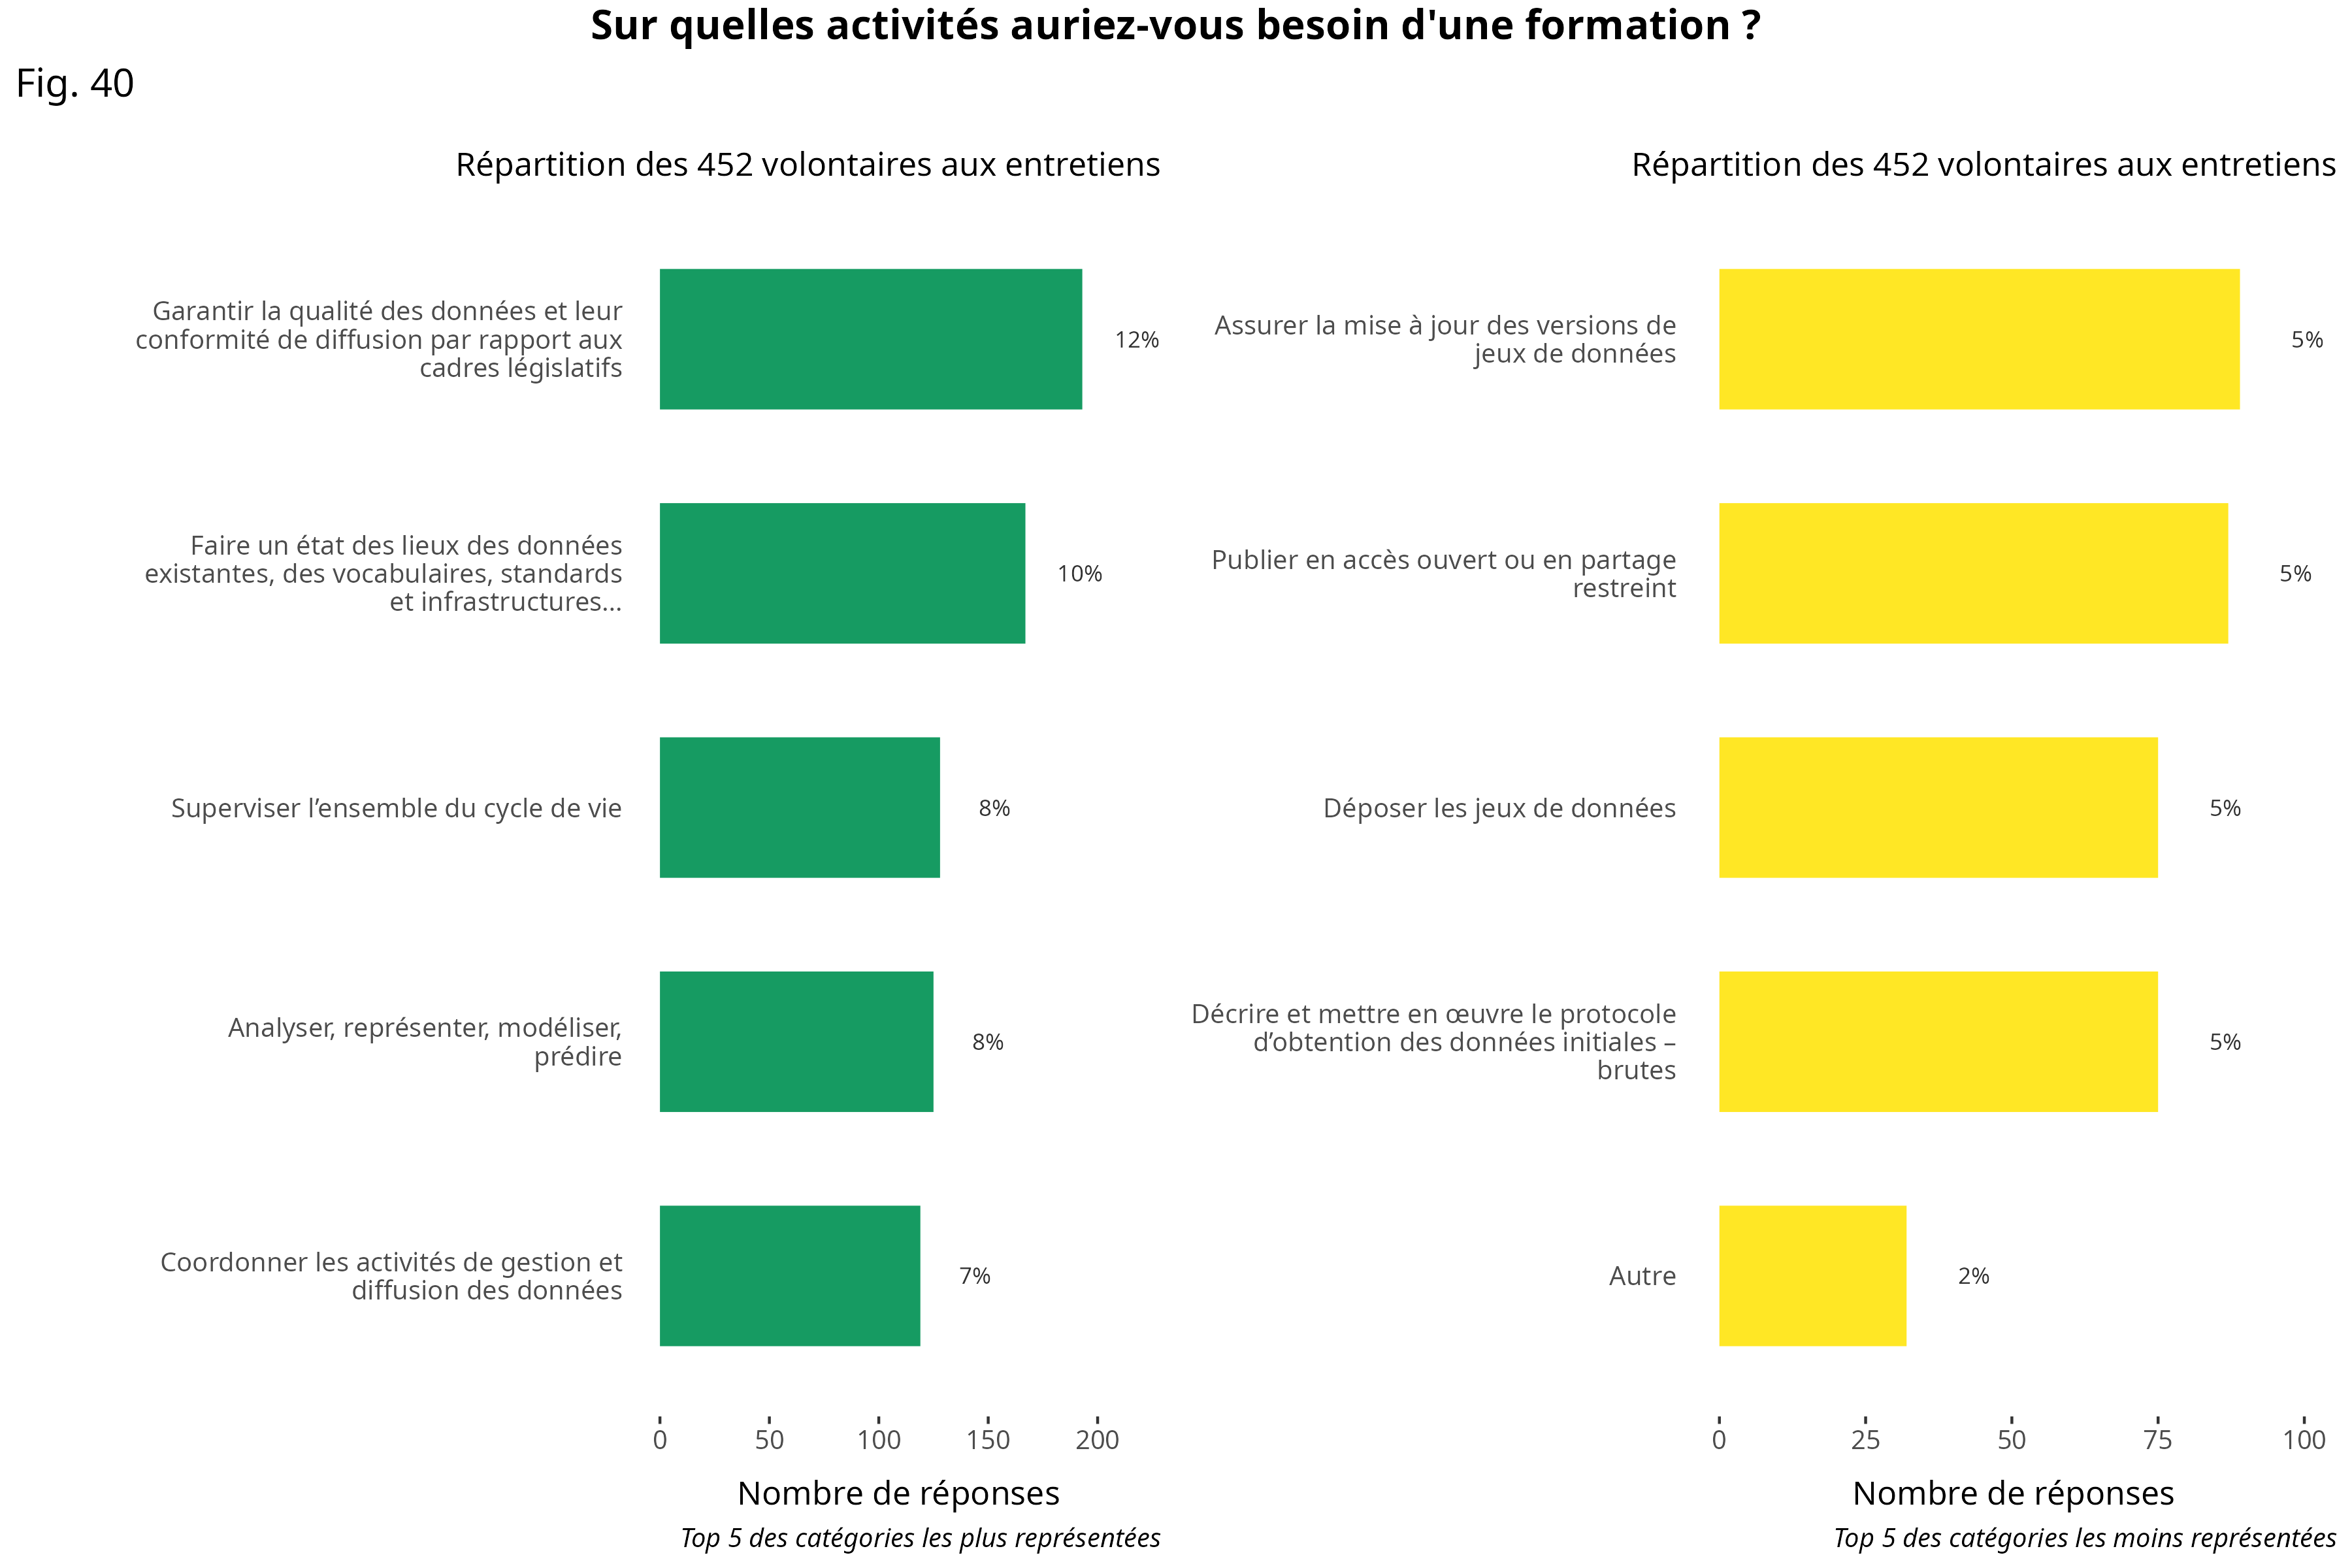 Sur quelles activités auriez-vous besoin d'une formation ?
Fig. 40
Répartition des 452 volontaires aux entretiens
Garantir la qualité des données et leur
conformité de diffusion par rapport aux
cadres législatifs
12%
Faire un état des lieux des données
existantes, des vocabulaires, standards
et infrastructures...
10%
Superviser l’ensemble du cycle de vie
8%
Analyser, représenter, modéliser,
prédire
8%
Coordonner les activités de gestion et
diffusion des données
7%
0 50 100 150 200
Nombre de réponses
Top 5 des catégories les plus représentées
Répartition des 452 volontaires aux entretiens
Assurer la mise à jour des versions de
jeux de données
5%
Publier en accès ouvert ou en partage
restreint
5%
Déposer les jeux de données
5%
Décrire et mettre en œuvre le protocole
d’obtention des données initiales –
brutes
5%
Autre
2%
0 25 50 75 100
Nombre de réponses
Top 5 des catégories les moins représentées